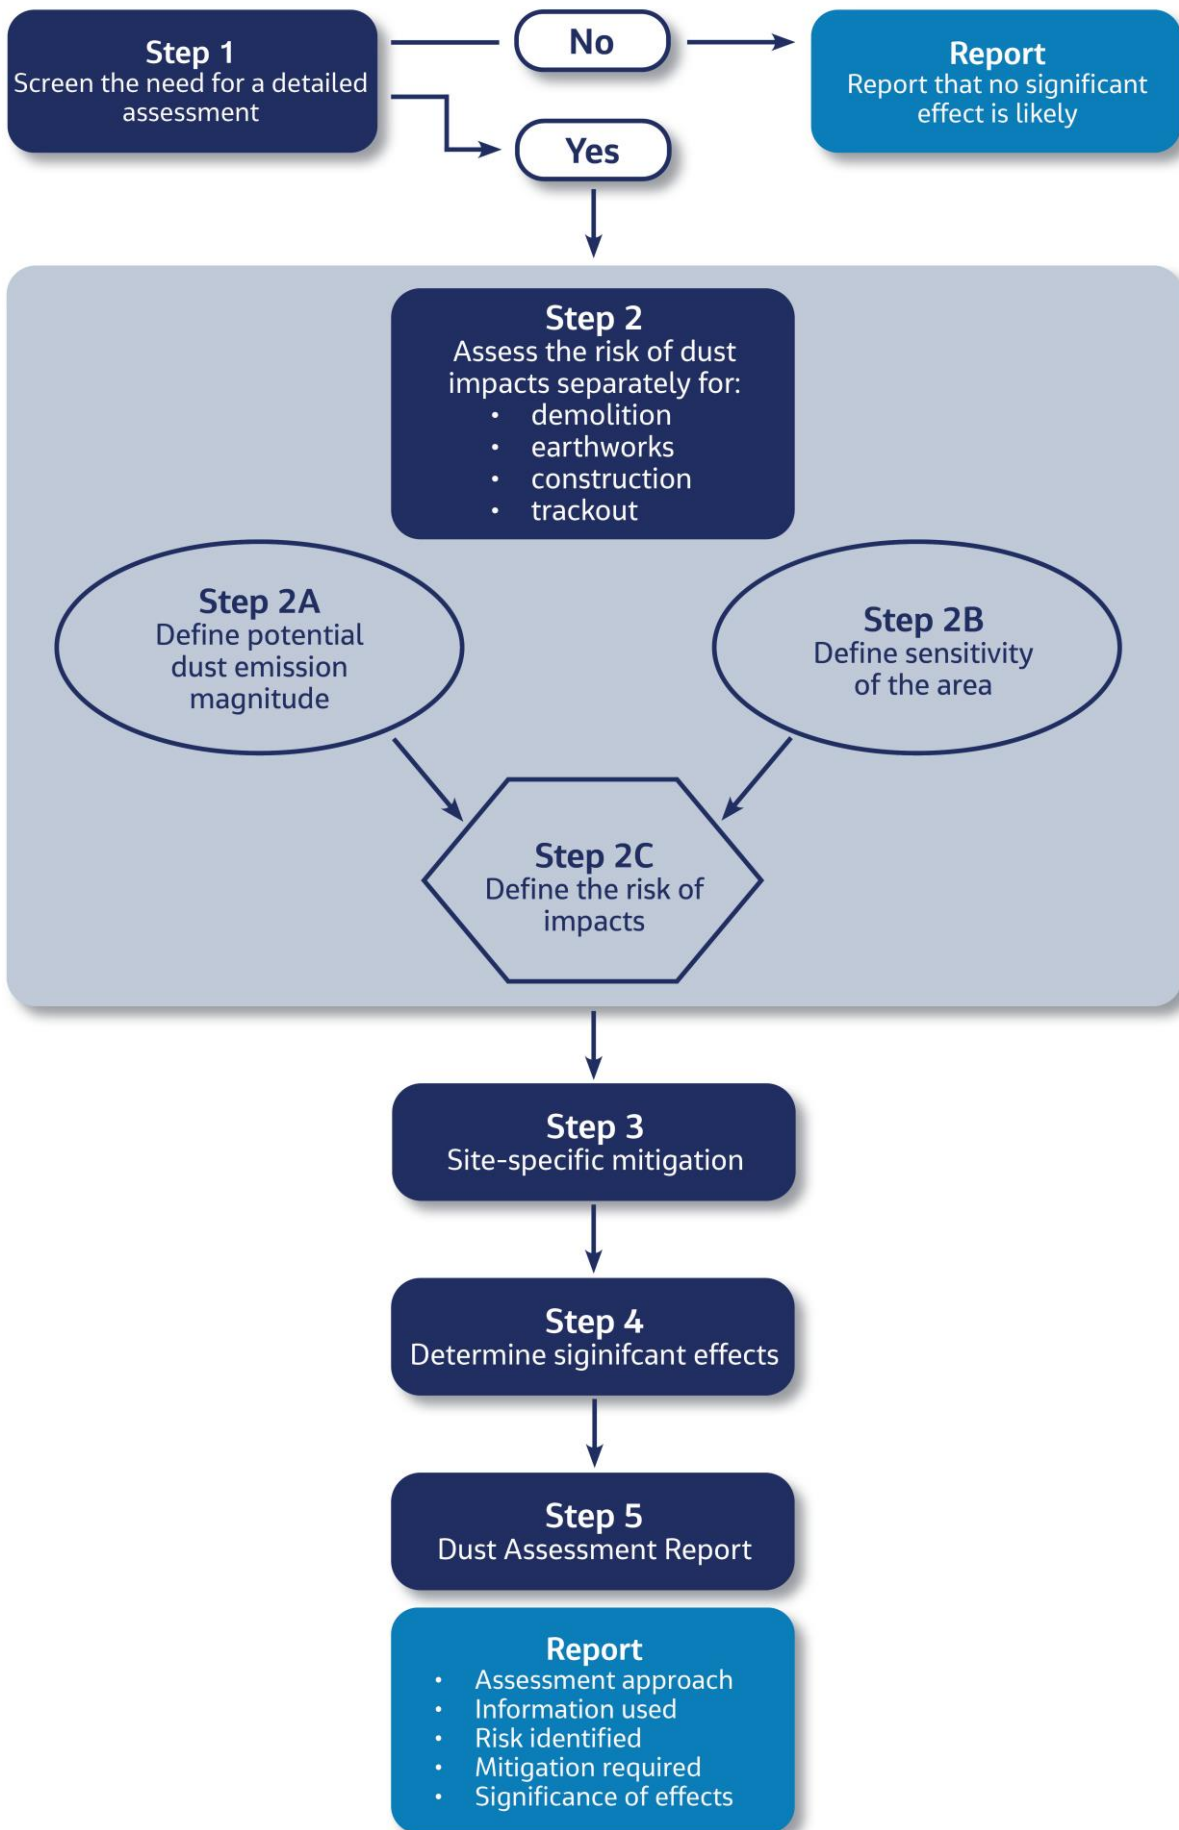 Step 1
Screen the need for a detailed
assessment
No
Report
Report that no significant
effect is likely
Yes
Step 2
Assess the risk of dust
impacts separately for:
• demolition
• earthworks
• construction
• trackout
Step 2A
Define potential
dust emission
magnitude
Step 2B
Define sensitivity
of the area
Step 2C
Define the risk of
impacts
Step 3
Site-specific mitigation
Step 4
Determine siginifcant effects
Step 5
Dust Assessment Report
Report
• Assessment approach
• Information used
• Risk identified
• Mitigation required
• Significance of effects